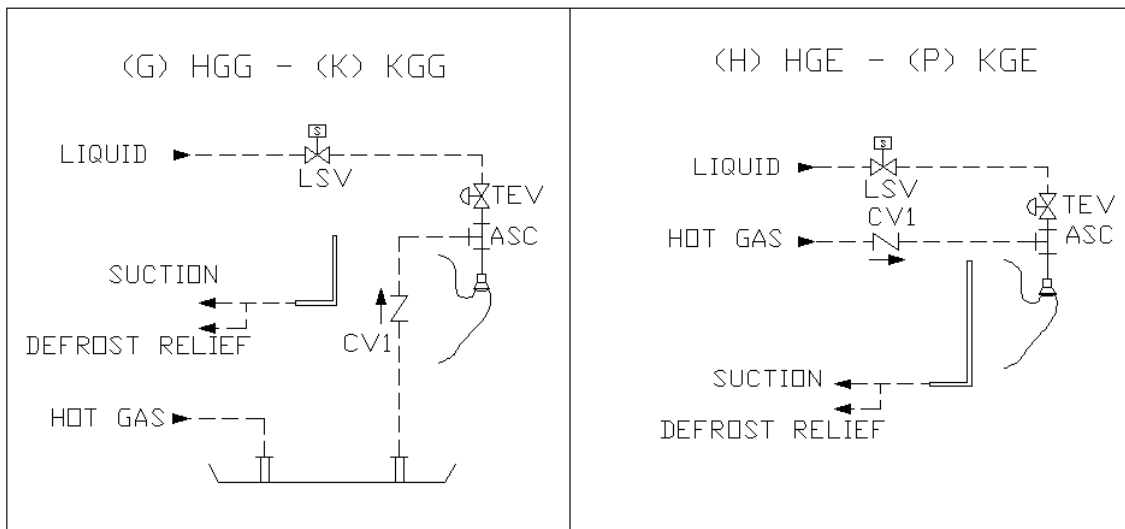 (G) HGG - (K) KGG
S
LIQUID
LSV
TEV
ASC
SUCTION
DEFROST RELIEF
CV1
HOT GAS
(H) HGE - (P) KGE
S
LIQUID
LSV
TEV
CV1
ASC
HOT GAS
SUCTION
DEFROST RELIEF